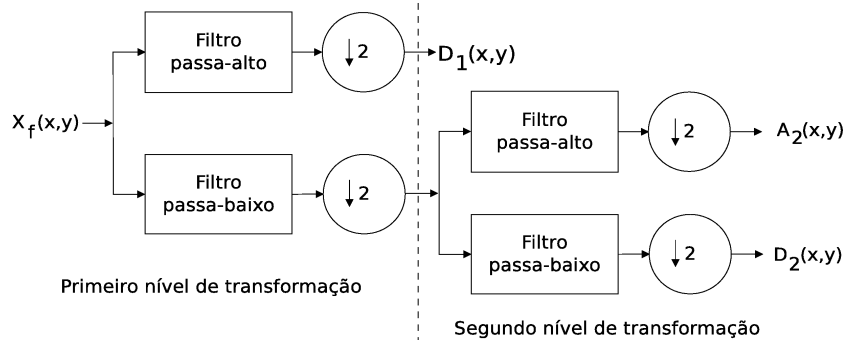 Filtro
passa-alto
↓ 2
D1(x,y)
Xf(x,y)
Filtro
passa-baixo
↓ 2
Filtro
passa-alto
↓ 2
A2(x,y)
Filtro
passa-baixo
↓ 2
D2(x,y)
Primeiro nível de transformação
Segundo nível de transformação